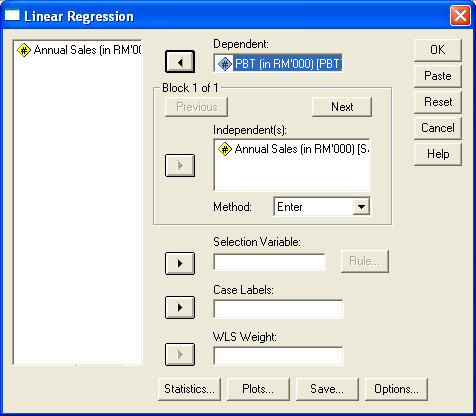 Linear Regression
Annual Sales (in RM'00
Dependent:
PBT (in RM'000) [PBT
Block 1 of 1
Previous
Next
Independent(s):
Annual Sales (in RM'000) [S
Method:
Enter
Selection Variable:
Rule...
Case Labels:
WLS Weight:
OK
Paste
Reset
Cancel
Help
Statistics...
Plots...
Save...
Options...